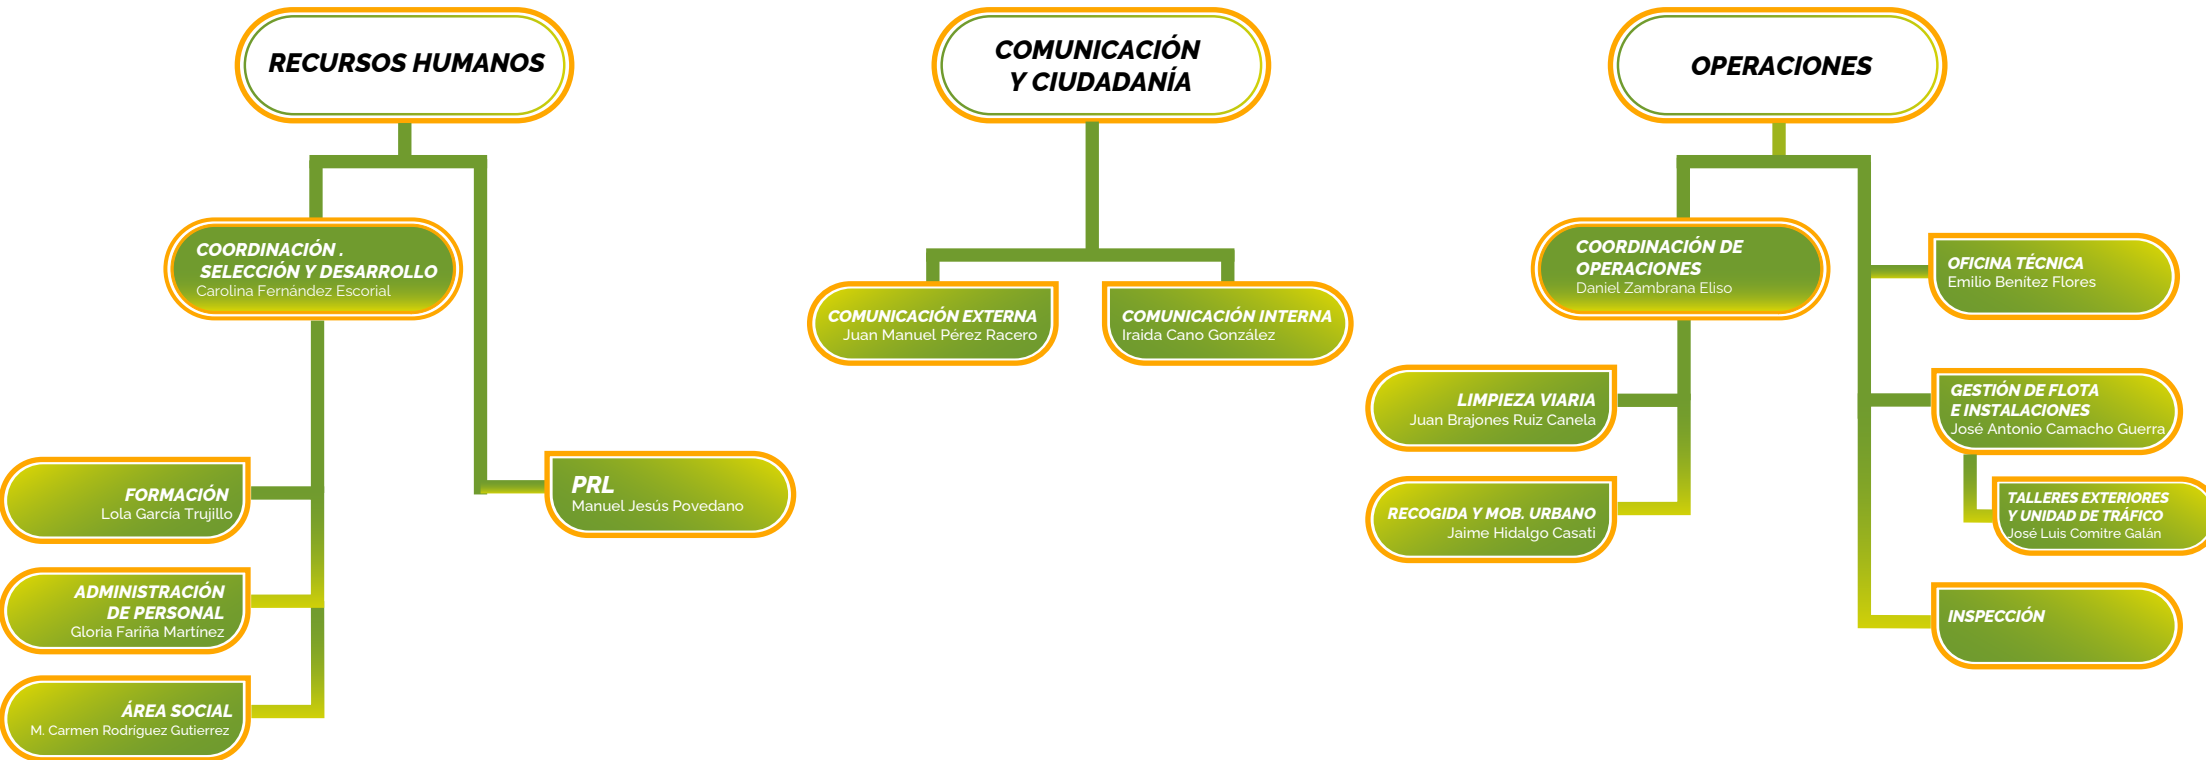 RECURSOS HUMANOS
COORDINACIÓN .
SELECCIÓN Y DESARROLLO
Carolina Fernández Escorial
FORMACIÓN
Lola García Trujillo
ADMINISTRACIÓN
DE PERSONAL
Gloria Fariña Martínez
ÁREA SOCIAL
M. Carmen Rodríguez Gutierrez
PRL
Manuel Jesús Povedano
COMUNICACIÓN
Y CIUDADANÍA
COMUNICACIÓN EXTERNA
Juan Manuel Pérez Racero
COMUNICACIÓN INTERNA
Iraida Cano González
OPERACIONES
COORDINACIÓN DE
OPERACIONES
Daniel Zambrana Eliso
LIMPIEZA VIARIA
Juan Brajones Ruiz Canela
RECOGIDA Y MOB. URBANO
Jaime Hidalgo Casati
OFICINA TÉCNICA
Emilio Benítez Flores
GESTIÓN DE FLOTA
E INSTALACIONES
José Antonio Camacho Guerra
TALLERES EXTERIORES
Y UNIDAD DE TRÁFICO
José Luis Comitre Galán
INSPECCIÓN